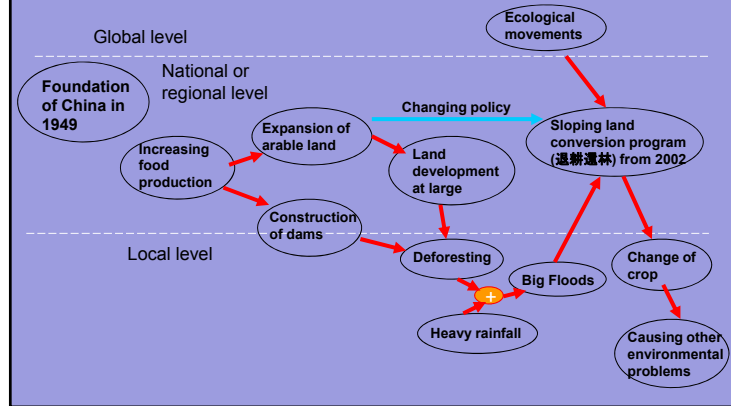 Ecological
movements
Global level
National or
regional level
Foundation
of China in
1949
Changing policy
Expansion of
arable land
Sloping land
conversion program
(退耕還林) from 2002
Increasing
food
production
Land
development
at large
Construction
of dams
Local level
Deforesting
Big Floods
Change of
crop
+
Heavy rainfall
Causing other
environmental
problems